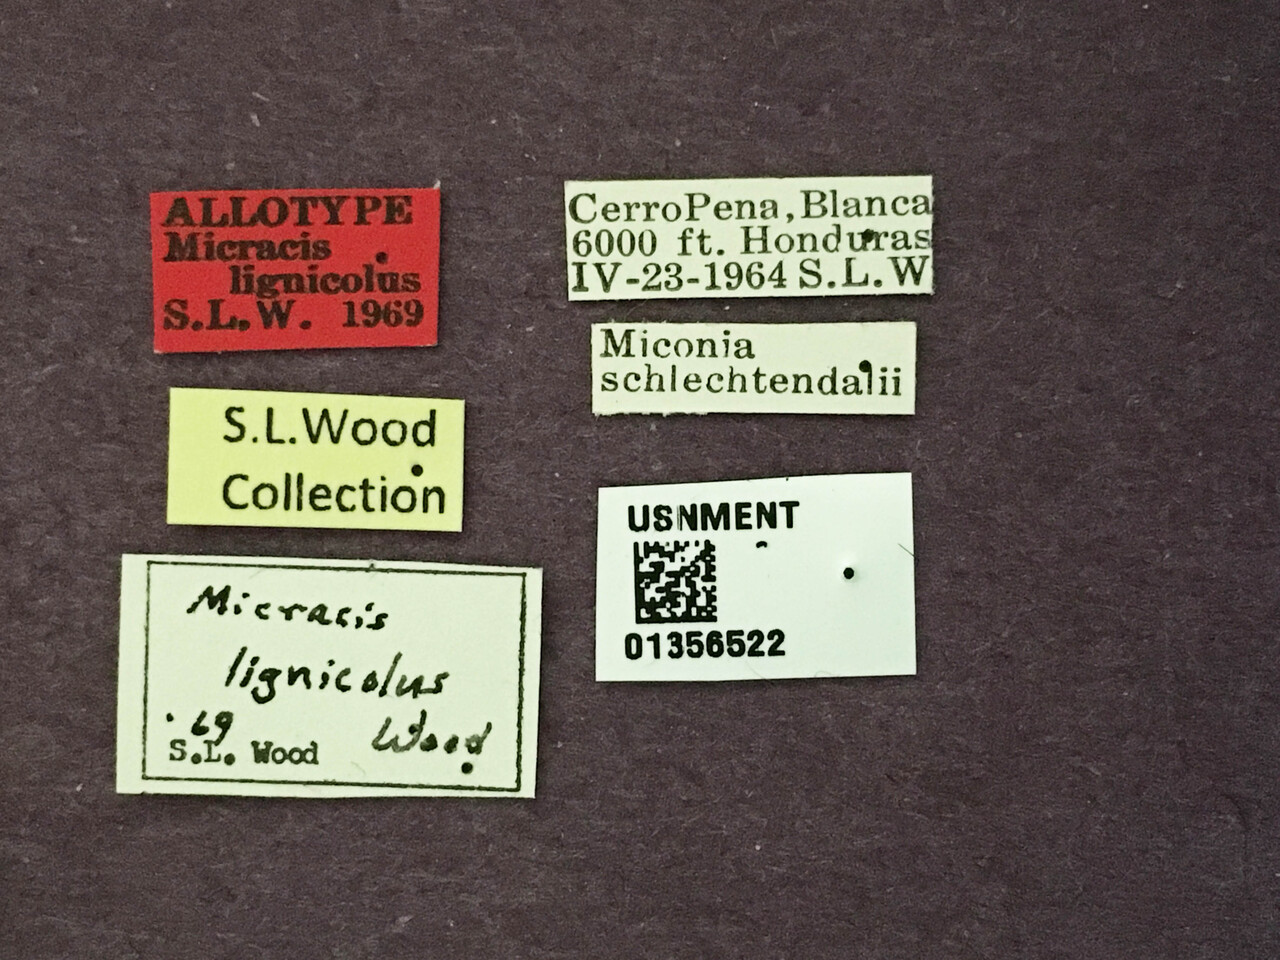 ALLOTYPE
Micracis
lignicolus
S.L.W. 1969
S.L.Wood
Collection
Micracis
lignicolus
69 Wood
S.L. Wood
CerroPena, Blanca
6000 ft. Honduras
IV-23-1964 S.L.W
Miconia
schlechtendalii
USNMENT
01356522